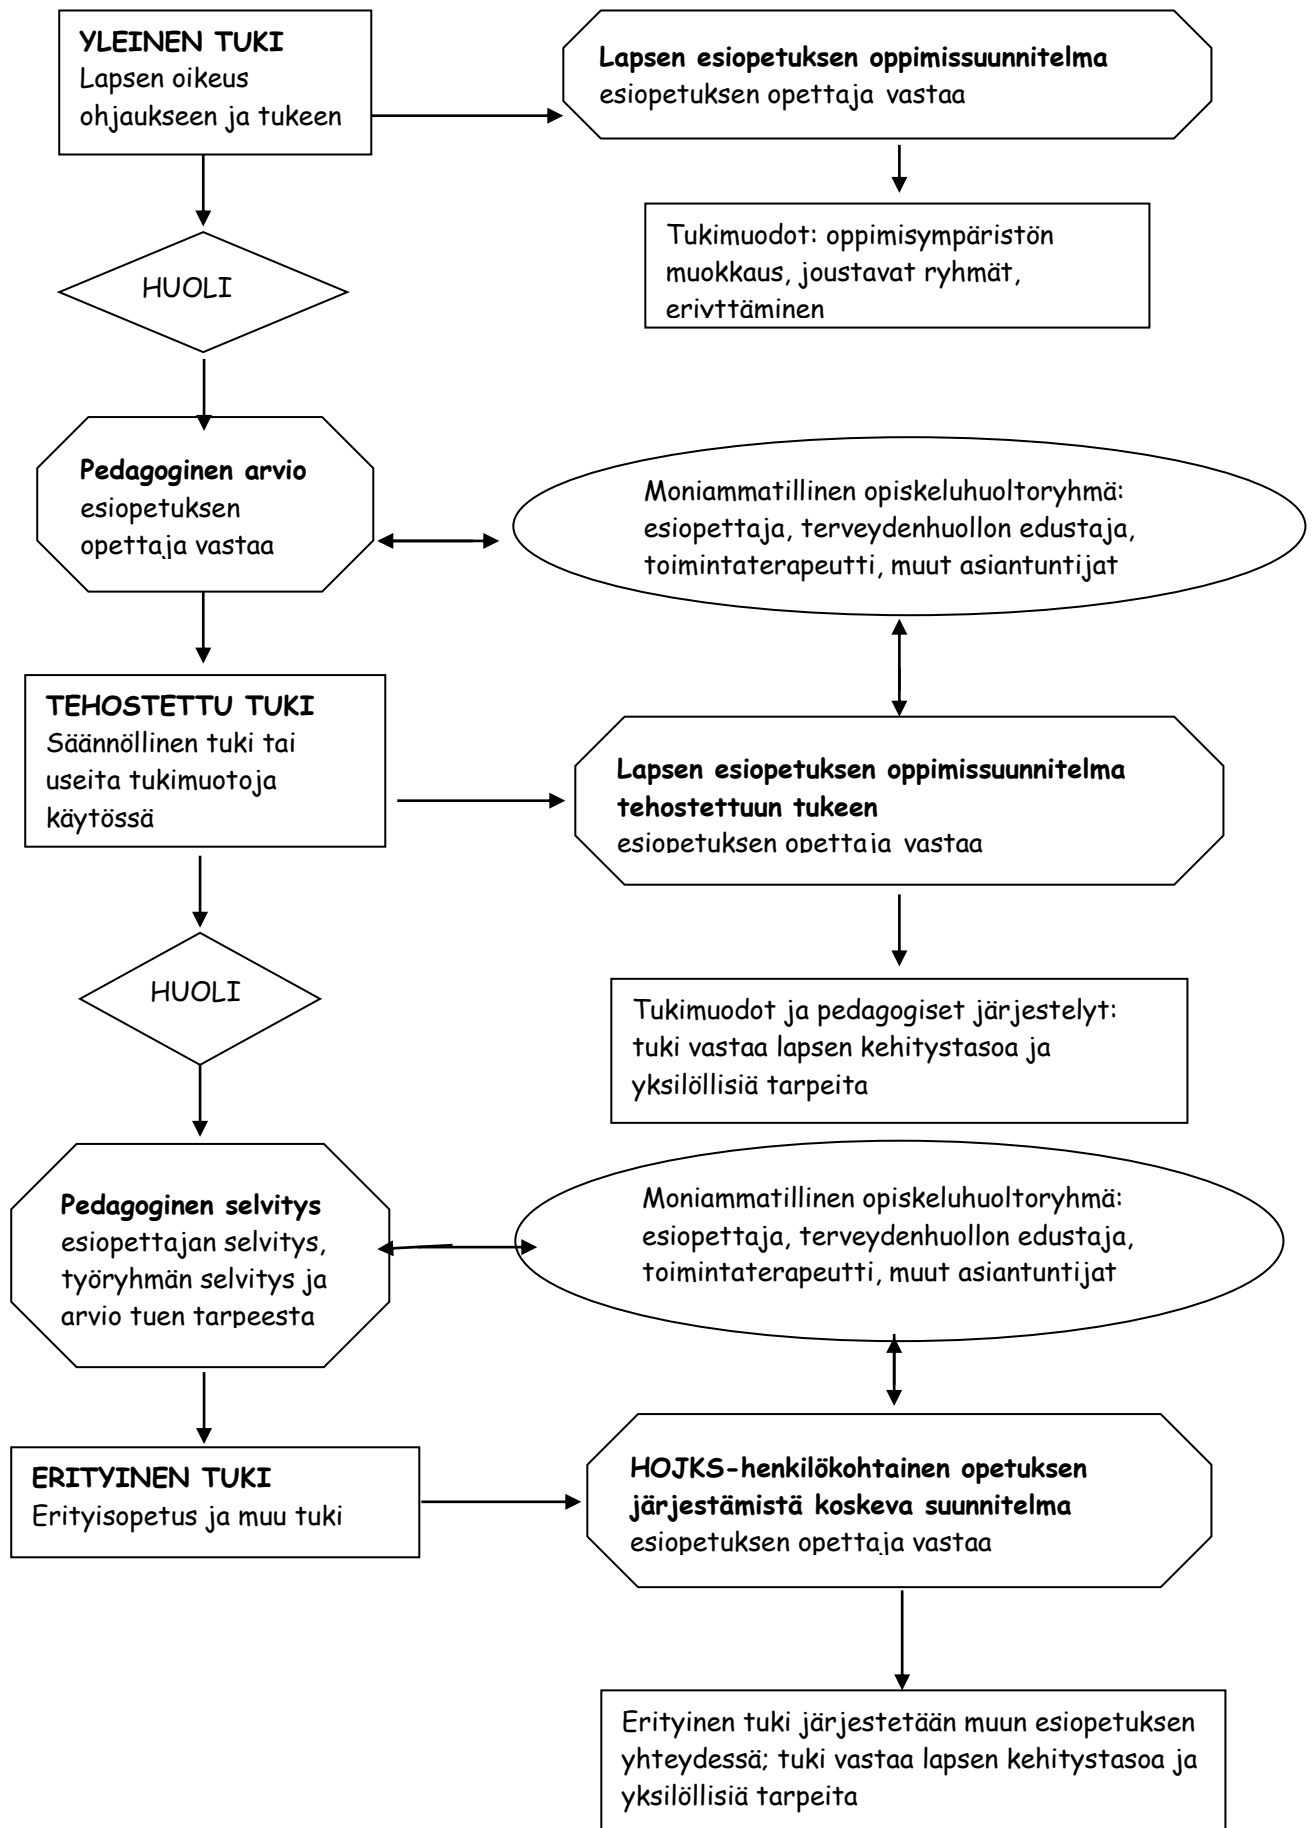 YLEINEN TUKI
Lapsen oikeus
ohjaukseen ja tukeen
Lapsen esiopetuksen oppimissuunnitelma
esiopetuksen opettaja vastaa
Tukimuodot: oppimisympäristön
muokkaus, joustavat ryhmät,
eriyttäminen
HUOLI
Pedagoginen arvio
esiopetuksen
opettaja vastaa
Moniammatillinen opiskeluhuoltoryhmä:
esiopettaja, terveydenhuollon edustaja,
toimintaterapeutti, muut asiantuntijat
TEHOSTETTU TUKI
Säännöllinen tuki tai
useita tukimuotoja
käytössä
Lapsen esiopetuksen oppimissuunnitelma
tehostettuun tukeen
esiopetuksen opettaja vastaa
HUOLI
Tukimuodot ja pedagogiset järjestelyt:
tuki vastaa lapsen kehitystasoa ja
yksilöllisiä tarpeita
Pedagoginen selvitys
esiopettajan selvitys,
työryhmän selvitys ja
arvio tuen tarpeesta
Moniammatillinen opiskeluhuoltoryhmä:
esiopettaja, terveydenhuollon edustaja,
toimintaterapeutti, muut asiantuntijat
ERITYINEN TUKI
Erityisopetus ja muu tuki
HOJKS-henkilökohtainen opetuksen
järjestämistä koskeva suunnitelma
esiopetuksen opettaja vastaa
Erityinen tuki järjestetään muun esiopetuksen
yhteydessä; tuki vastaa lapsen kehitystasoa ja
yksilöllisiä tarpeita